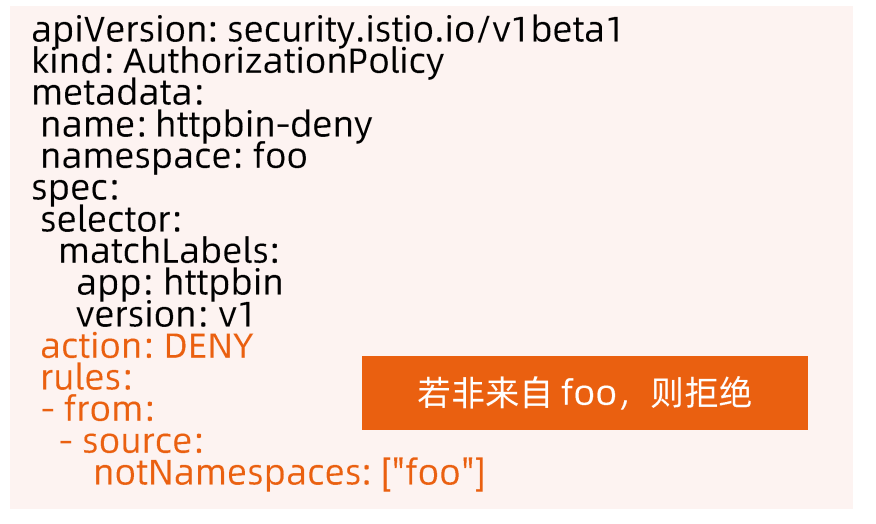 apiVersion: security.istio.io/v1beta1
kind: AuthorizationPolicy
metadata:
 name: httpbin-deny
 namespace: foo
spec:
 selector:
   matchLabels:
     app: httpbin
     version: v1
 action: DENY
 rules:
 - from:
   - source:
       notNamespaces: ["foo"]
若非来自 foo，则拒绝